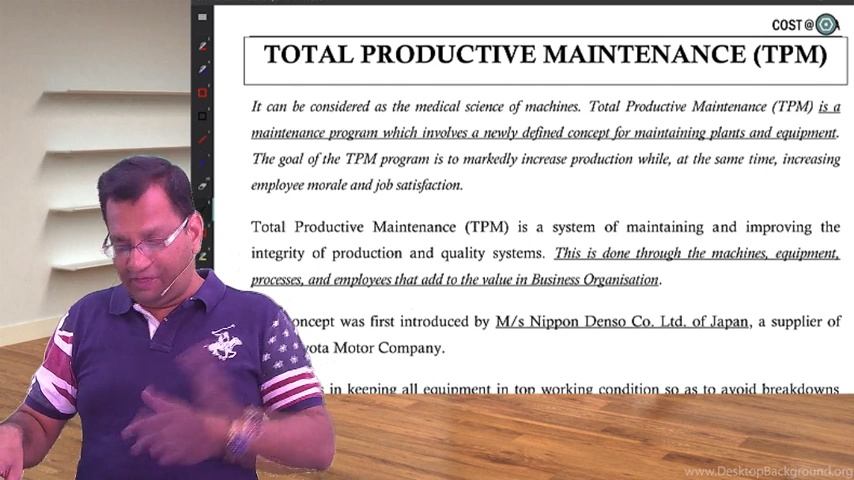 COST @
TOTAL PRODUCTIVE MAINTENANCE (TPM)
It can be considered as the medical science of machines. Total Productive Maintenance (TPM) is a
maintenance program which involves a newly defined concept for maintaining plants and equipment.
The goal of the TPM program is to markedly increase production while, at the same time, increasing
employee morale and job satisfaction.
Total Productive Maintenance (TPM) is a system of maintaining and improving the
integrity of production and quality systems. This is done through the machines, equipment,
processes, and employees that add to the value in Business Organisation.
concept was first introduced by M/s Nippon Denso Co. Ltd. of Japan, a supplier of
Motor Company.
in keeping all equipment in top working condition so as to avoid breakdowns
www.DesktopBackground.org